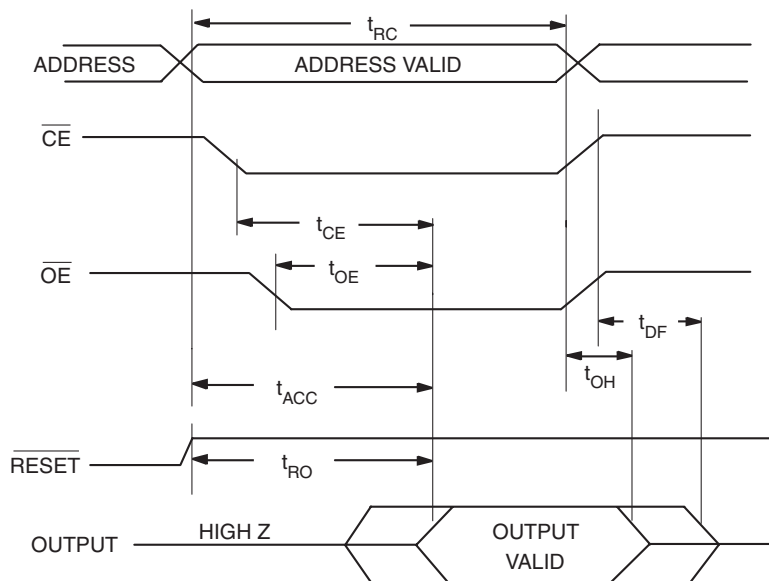 tRC
ADDRESS
ADDRESS VALID
CE
tCE
tOE
OE
tDF
tOH
tACC
RESET
tRO
HIGH Z
OUTPUT
OUTPUT
VALID